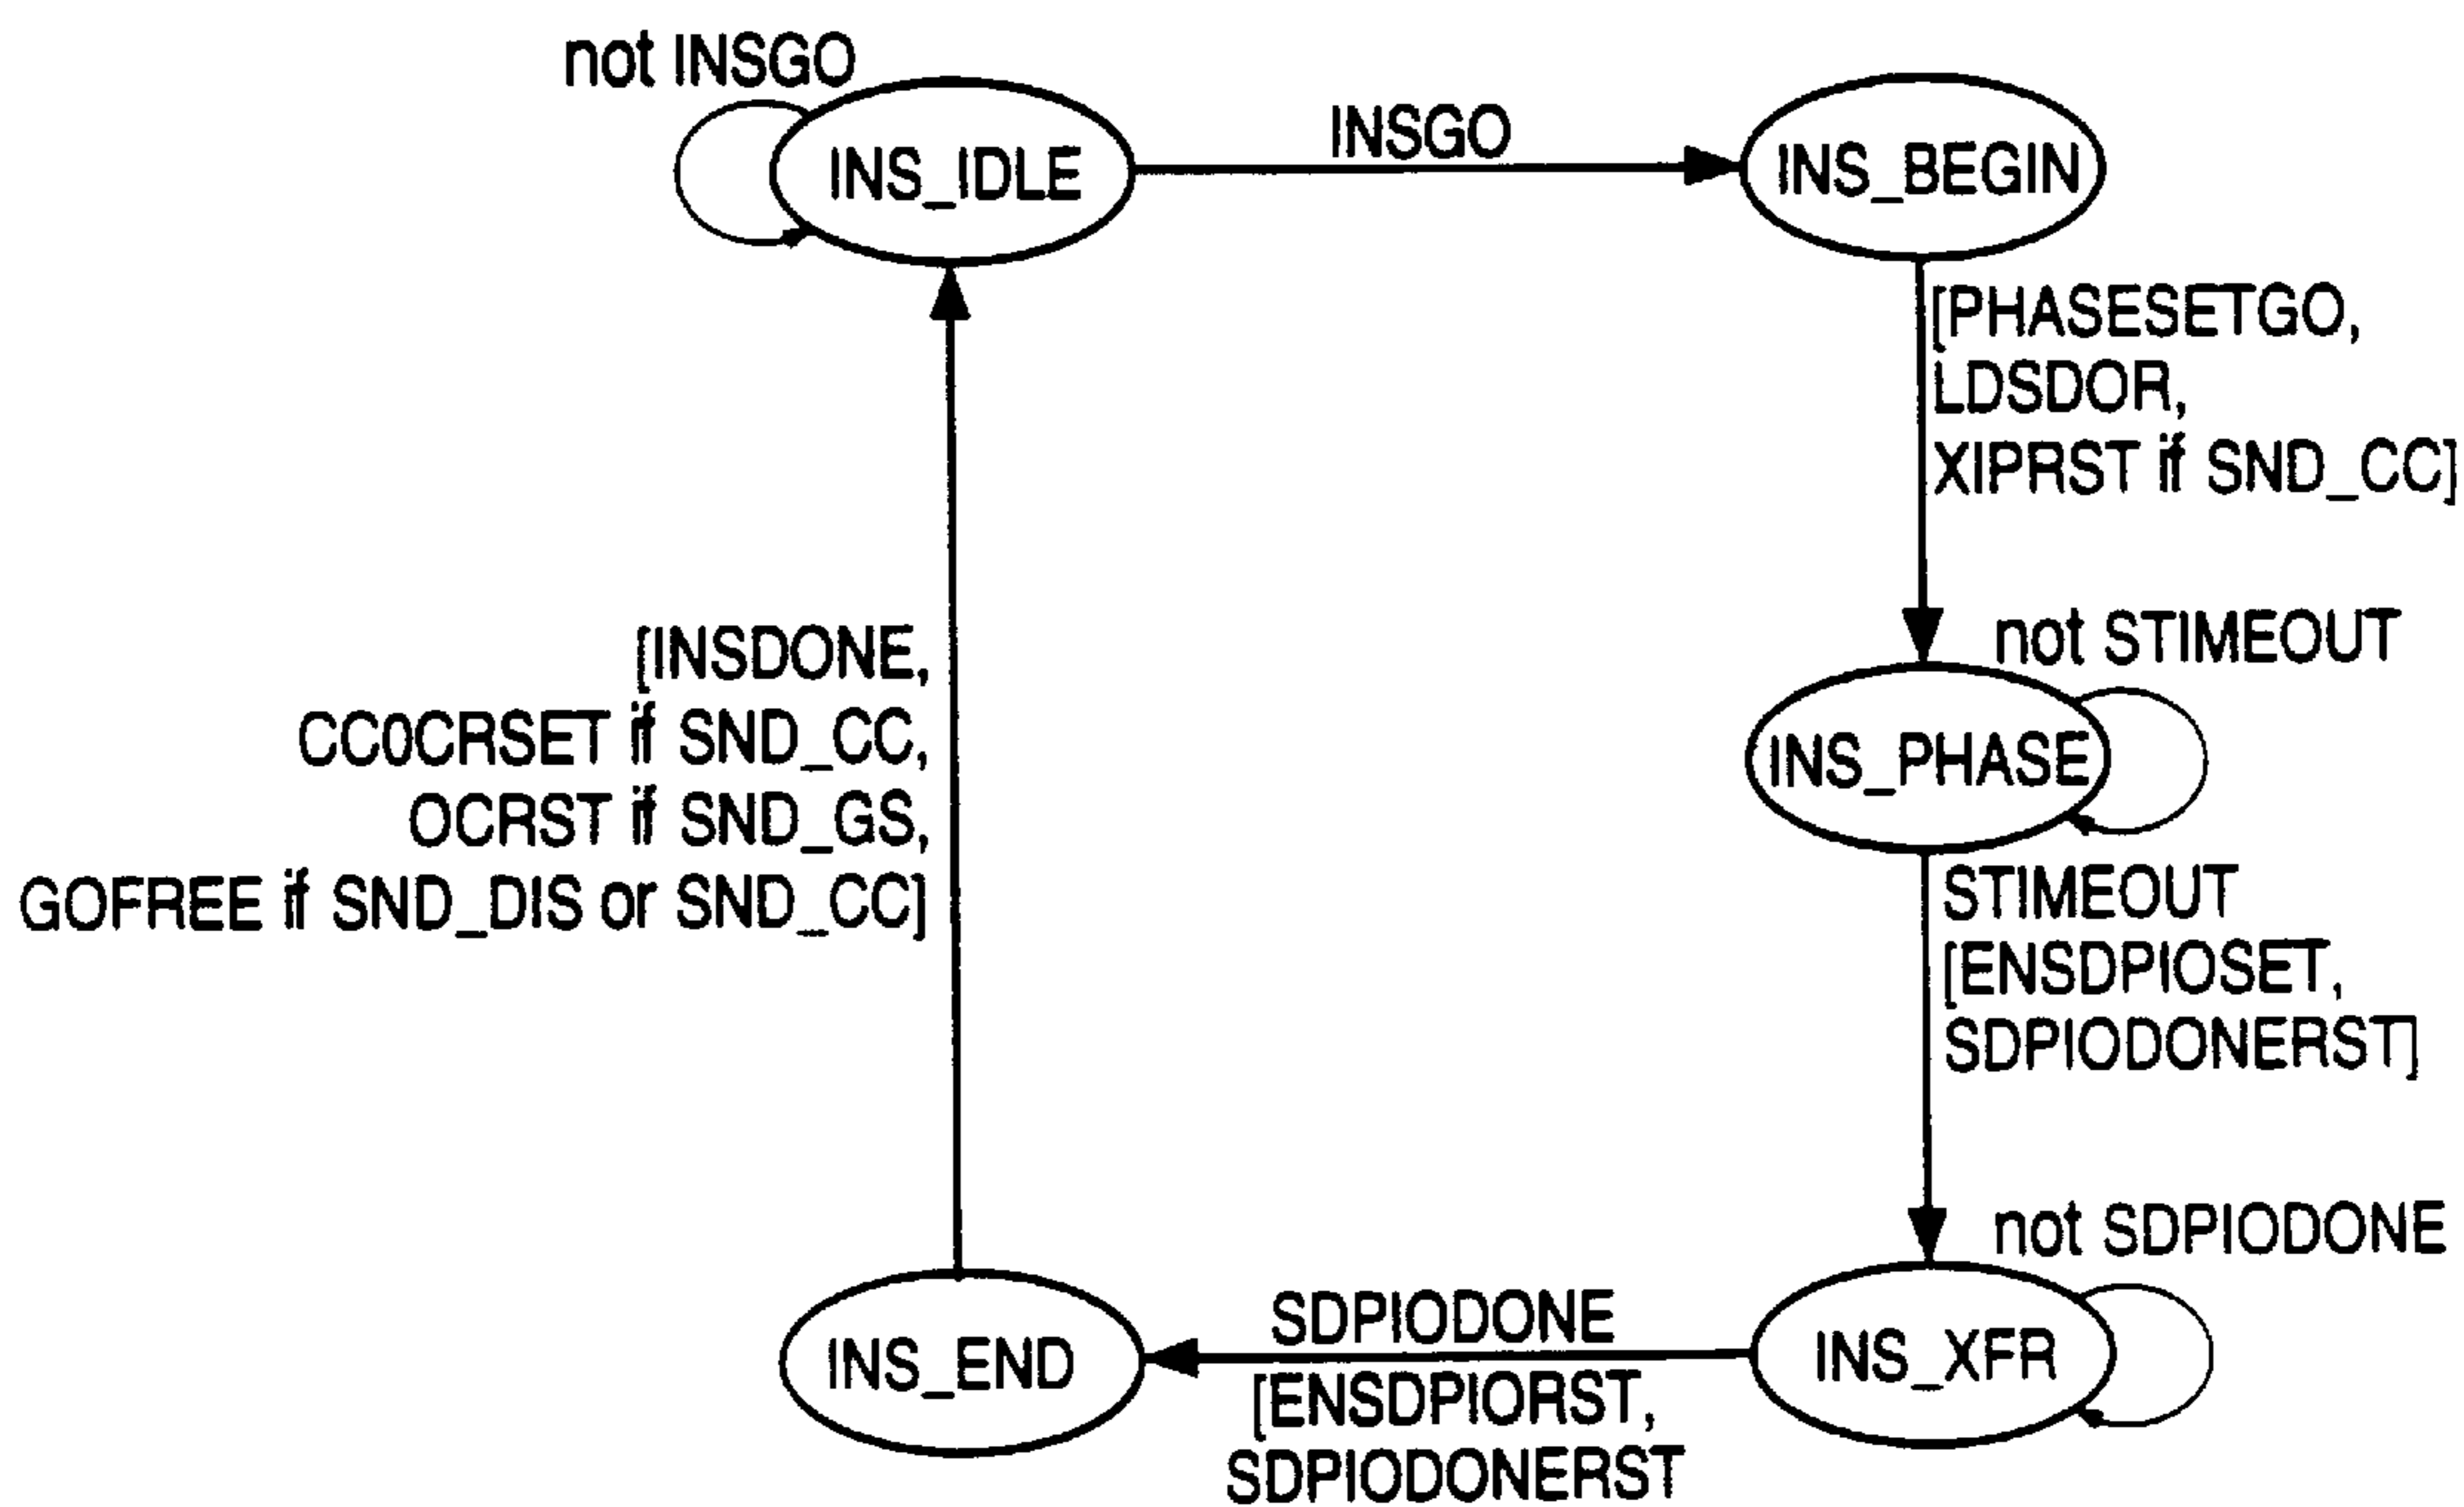 not INSGO
INS_IDLE
INSGO
INS_BEGIN
[PHASESETGO,
LDSDOR,
XIPRST if SND_CC]
not STIMEOUT
INS_PHASE
STIMEOUT
[ENSDPIOSET,
SDPIODONERST]
not SDPIODONE
INS_XFR
SDPIODONE
[ENSDPIORST,
SDPIODONERST
INS_END
[INSDONE,
CC0CRSET if SND_CC,
OCRST if SND_GS,
GOFREE if SND_DIS or SND_CC]